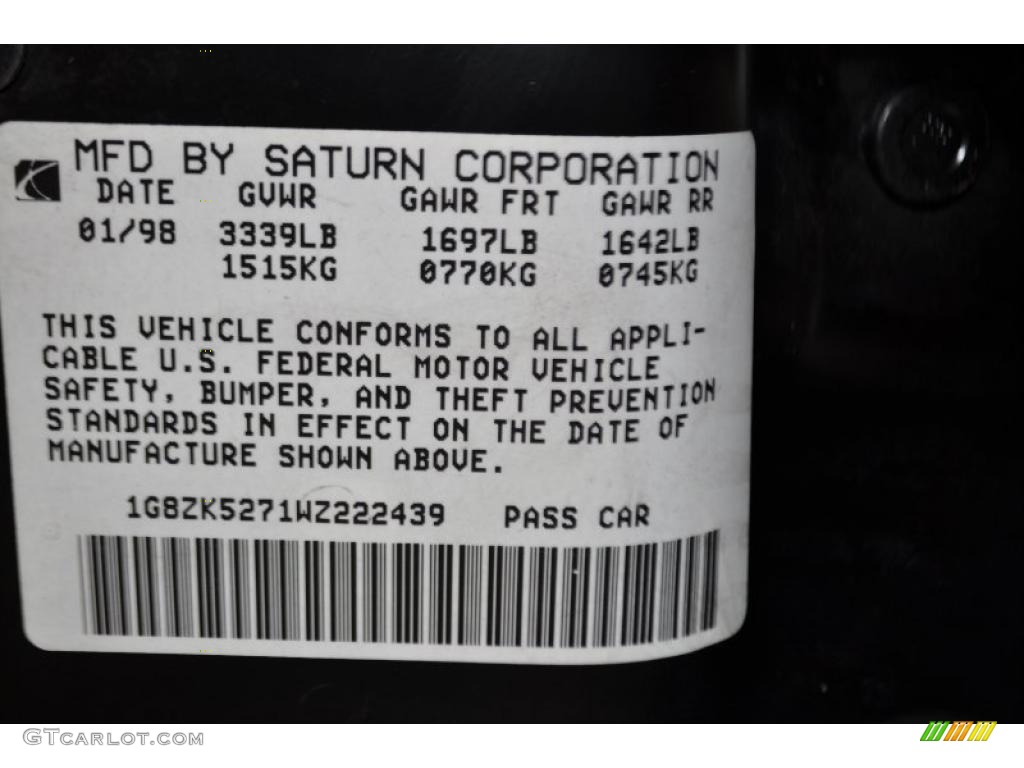 MFD BY SATURN CORPORATION
DATE GVWR GAWR FRT GAWR RR
01/98 3339LB 1697LB 1642LB
1515KG 0770KG 0745KG
THIS VEHICLE CONFORMS TO ALL APPLI-
CABLE U.S. FEDERAL MOTOR VEHICLE
SAFETY, BUMPER, AND THEFT PREVENTION
STANDARDS IN EFFECT ON THE DATE OF
MANUFACTURE SHOWN ABOVE.
1G8ZK5271WZ222439 PASS CAR
GTCARLOT.COM